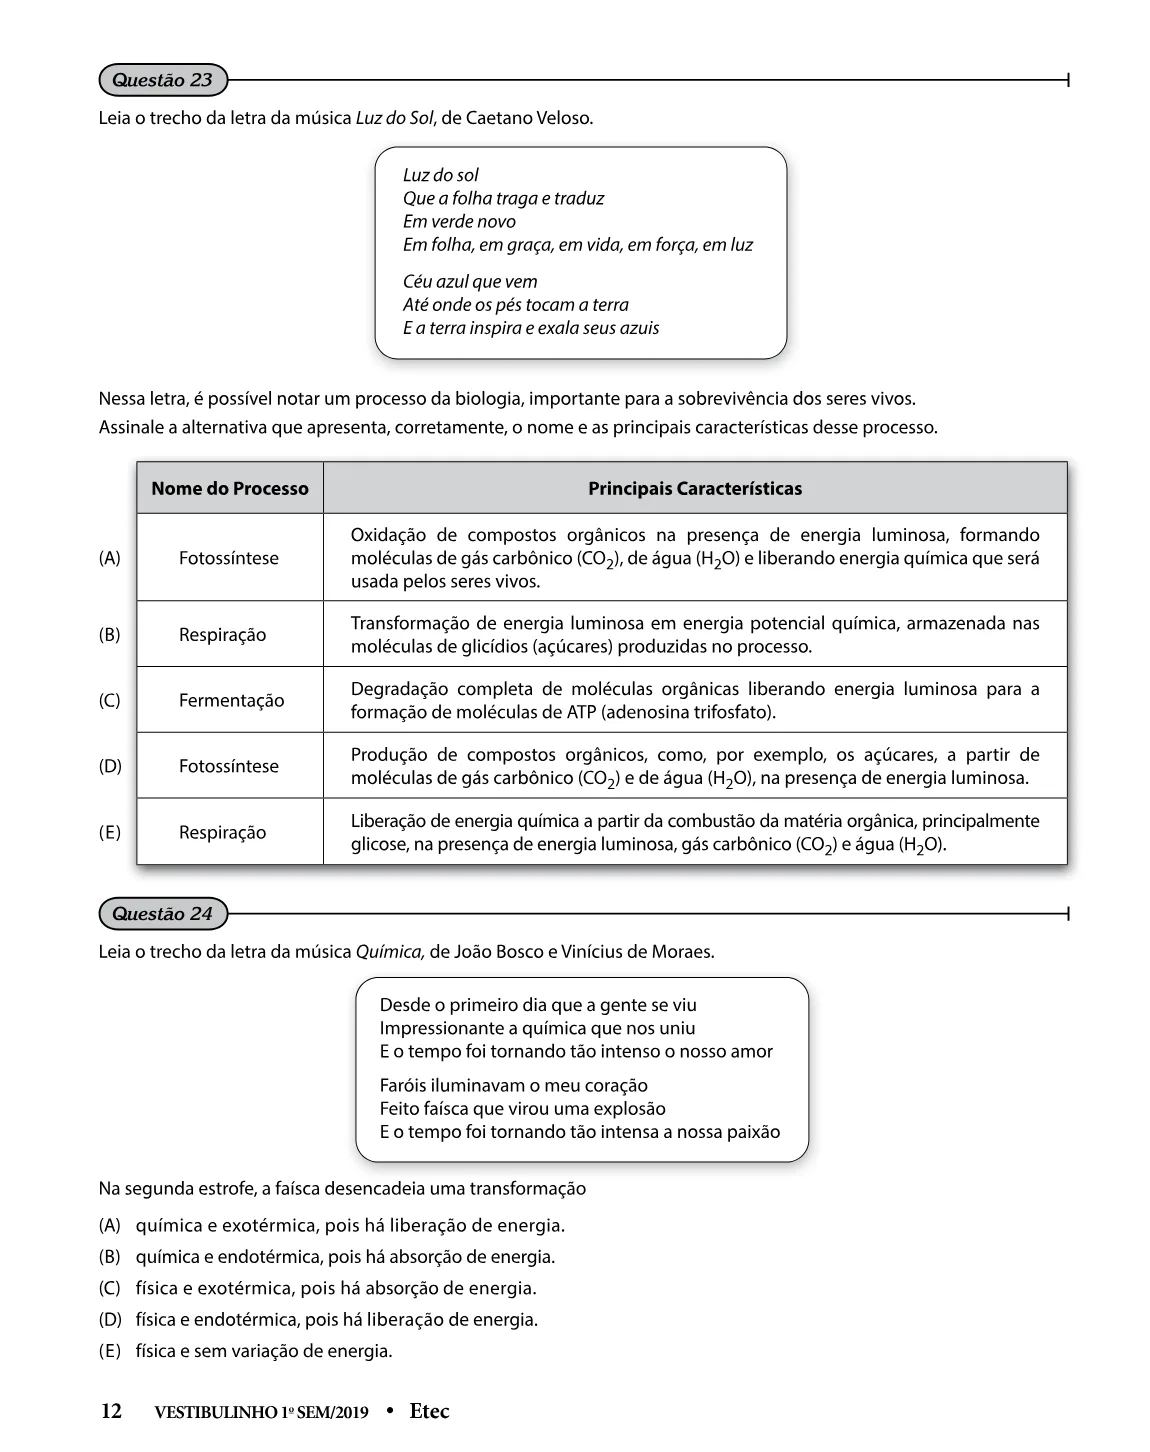 Questão 23
Leia o trecho da letra da música Luz do Sol, de Caetano Veloso.
Luz do sol
Que a folha traga e traduz
Em verde novo
Em folha, em graça, em vida, em força, em luz
Céu azul que vem
Até onde os pés tocam a terra
E a terra inspira e exala seus azuis
Nessa letra, é possível notar um processo da biologia, importante para a sobrevivência dos seres vivos.
Assinale a alternativa que apresenta, corretamente, o nome e as principais características desse processo.
Nome do Processo Principais Características
(A) Fotossíntese Oxidação de compostos orgânicos na presença de energia luminosa, formando
moléculas de gás carbônico (CO2), de água (H2O) e liberando energia química que será
usada pelos seres vivos.
(B) Respiração Transformação de energia luminosa em energia potencial química, armazenada nas
moléculas de glicídios (açúcares) produzidas no processo.
(C) Fermentação Degradação completa de moléculas orgânicas liberando energia luminosa para a
formação de moléculas de ATP (adenosina trifosfato).
(D) Fotossíntese Produção de compostos orgânicos, como, por exemplo, os açúcares, a partir de
moléculas de gás carbônico (CO2) e de água (H2O), na presença de energia luminosa.
(E) Respiração Liberação de energia química a partir da combustão da matéria orgânica, principalmente
glicose, na presença de energia luminosa, gás carbônico (CO2) e água (H2O).
Questão 24
Leia o trecho da letra da música Química, de João Bosco e Vinícius de Moraes.
Desde o primeiro dia que a gente se viu
Impressionante a química que nos uniu
E o tempo foi tornando tão intenso o nosso amor
Faróis iluminavam o meu coração
Feito faísca que virou uma explosão
E o tempo foi tornando tão intensa a nossa paixão
Na segunda estrofe, a faísca desencadeia uma transformação
(A) química e exotérmica, pois há liberação de energia.
(B) química e endotérmica, pois há absorção de energia.
(C) física e exotérmica, pois há absorção de energia.
(D) física e endotérmica, pois há liberação de energia.
(E) física e sem variação de energia.
12 VESTIBULINHO 1º SEM/2019 • Etec